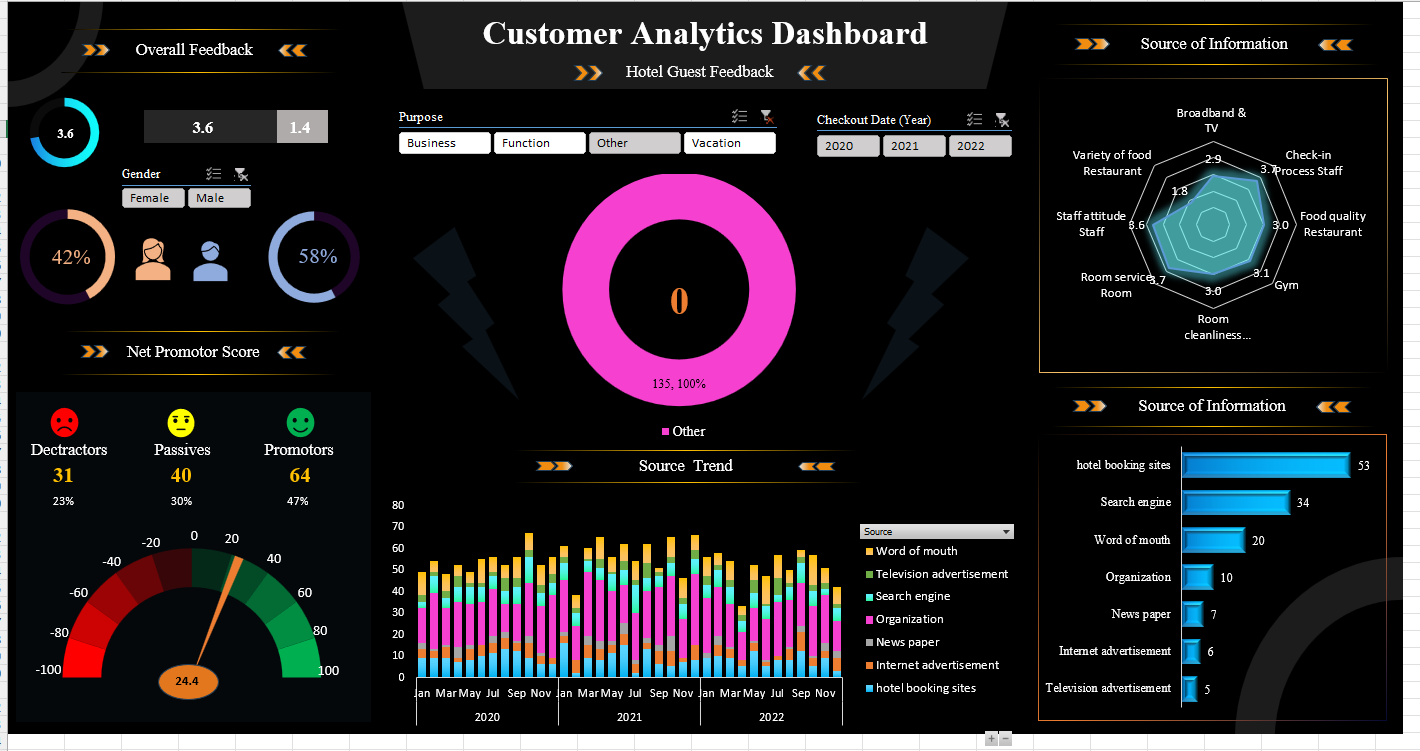 Customer Analytics Dashboard
Hotel Guest Feedback
Overall Feedback
3.6
3.6
1.4
Gender
Female
Male
42%
58%
Net Promotor Score
Dectractors
Passives
Promotors
31
40
64
23%
30%
47%
-100
-80
-60
-40
-20
0
20
40
60
80
100
24.4
Purpose
Business
Function
Other
Vacation
Checkout Date (Year)
2020
2021
2022
0
135, 100%
Other
Source Trend
80
70
60
50
40
30
20
10
0
Jan Mar May Jul Sep Nov Jan Mar May Jul Sep Nov Jan Mar May Jul Sep Nov
2020
2021
2022
Source
Word of mouth
Television advertisement
Search engine
Organization
News paper
Internet advertisement
hotel booking sites
Source of Information
Broadband &
TV
2.9
Check-in
Process Staff
3.7
Food quality
Restaurant
3.0
Gym
3.1
Room
cleanliness...
3.0
Room service
Room
3.7
Staff attitude
Staff
3.6
Variety of food
Restaurant
1.8
Source of Information
hotel booking sites 53
Search engine 34
Word of mouth 20
Organization 10
News paper 7
Internet advertisement 6
Television advertisement 5